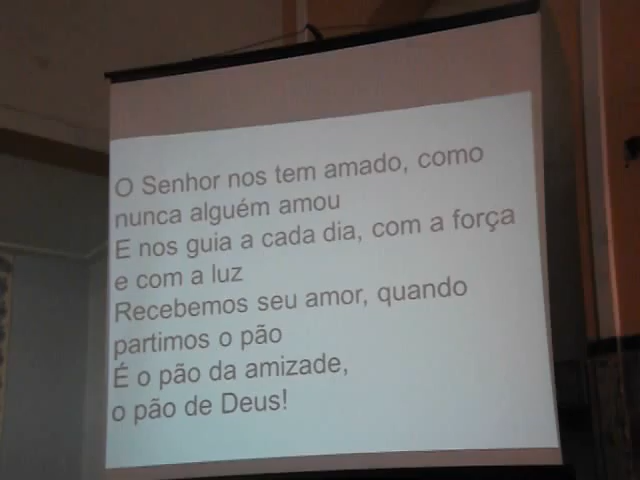 O Senhor nos tem amado, como
nunca alguém amou
E nos guia a cada dia, com a força
e com a luz
Recebemos seu amor, quando
partimos o pão
É o pão da amizade,
o pão de Deus!